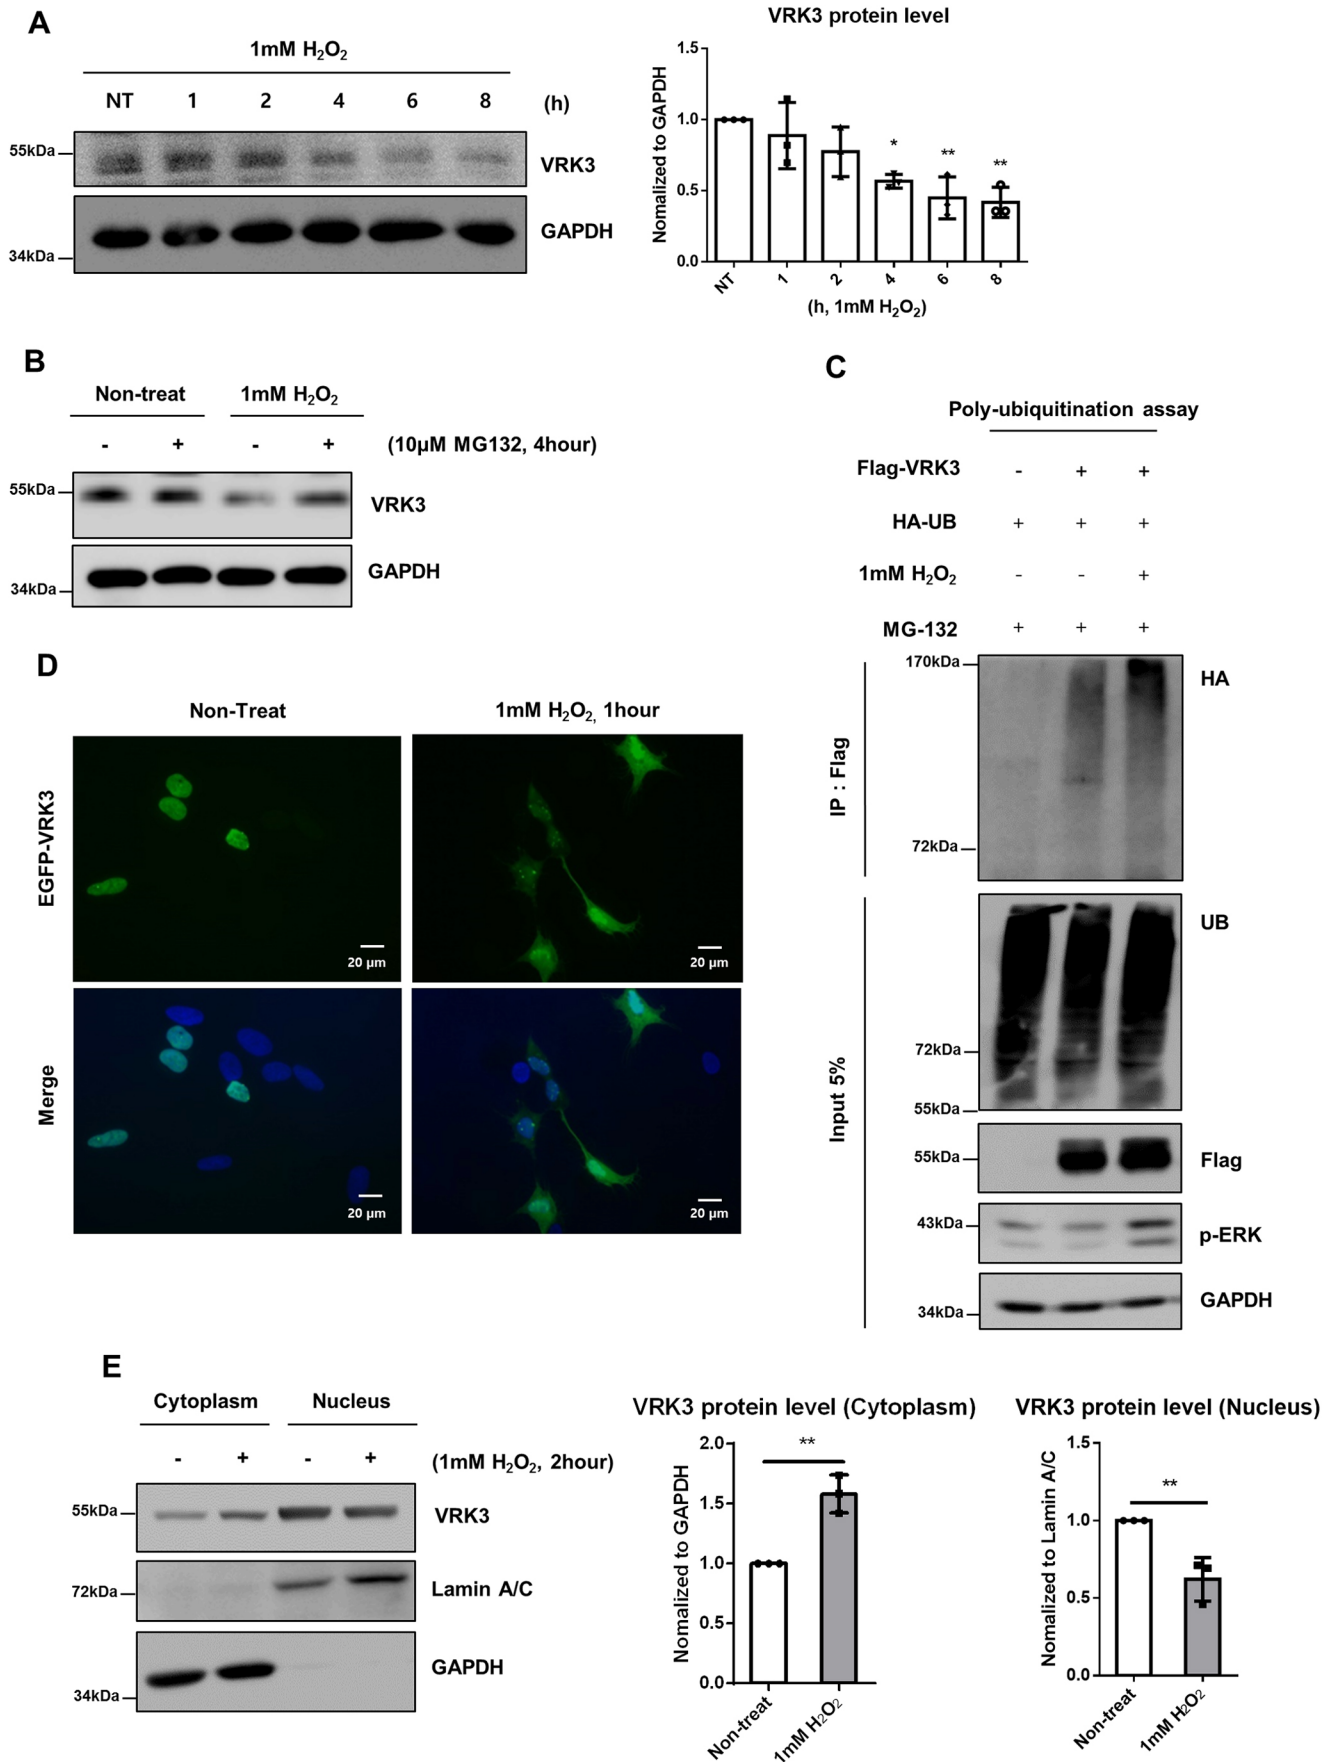 A
1mM H₂O₂
NT 1 2 4 6 8 (h)
55kDa
VRK3
GAPDH
34kDa
VRK3 protein level
Nomalized to GAPDH
1.5
1.0
0.5
0.0
* ** **
NT 1 2 4 6 8
(h, 1mM H₂O₂)
B
Non-treat 1mM H₂O₂
- + - + (10µM MG132, 4hour)
55kDa
VRK3
GAPDH
34kDa
C
Poly-ubiquitination assay
Flag-VRK3 - + +
HA-UB + + +
1mM H₂O₂ - - +
MG-132 + + +
IP : Flag
170kDa
HA
72kDa
Input 5%
UB
72kDa
55kDa
55kDa
Flag
43kDa
p-ERK
34kDa
GAPDH
D
Non-Treat 1mM H₂O₂, 1hour
EGFP-VRK3
20 µm
20 µm
Merge
20 µm
20 µm
E
Cytoplasm Nucleus
- + - + (1mM H₂O₂, 2hour)
55kDa
VRK3
72kDa
Lamin A/C
GAPDH
34kDa
VRK3 protein level (Cytoplasm)
Nomalized to GAPDH
2.0
1.5
1.0
0.5
0.0
**
Non-treat 1mM H₂O₂
VRK3 protein level (Nucleus)
Nomalized to Lamin A/C
1.5
1.0
0.5
0.0
**
Non-treat 1mM H₂O₂